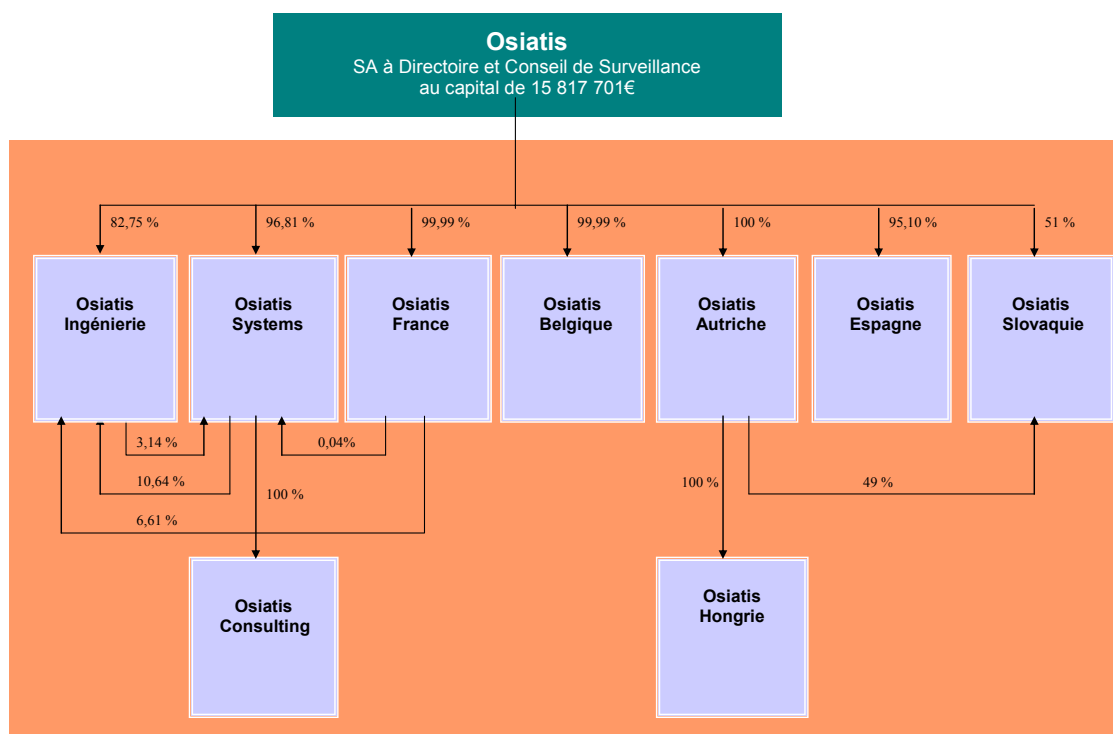 Osiatis
SA à Directoire et Conseil de Surveillance
au capital de 15 817 701€
82,75 %
96,81 %
99,99 %
99,99 %
100 %
95,10 %
51 %
Osiatis
Ingénierie
Osiatis
Systems
Osiatis
France
Osiatis
Belgique
Osiatis
Autriche
Osiatis
Espagne
Osiatis
Slovaquie
3,14 %
0,04%
10,64 %
100 %
6,61 %
100 %
49 %
Osiatis
Consulting
Osiatis
Hongrie